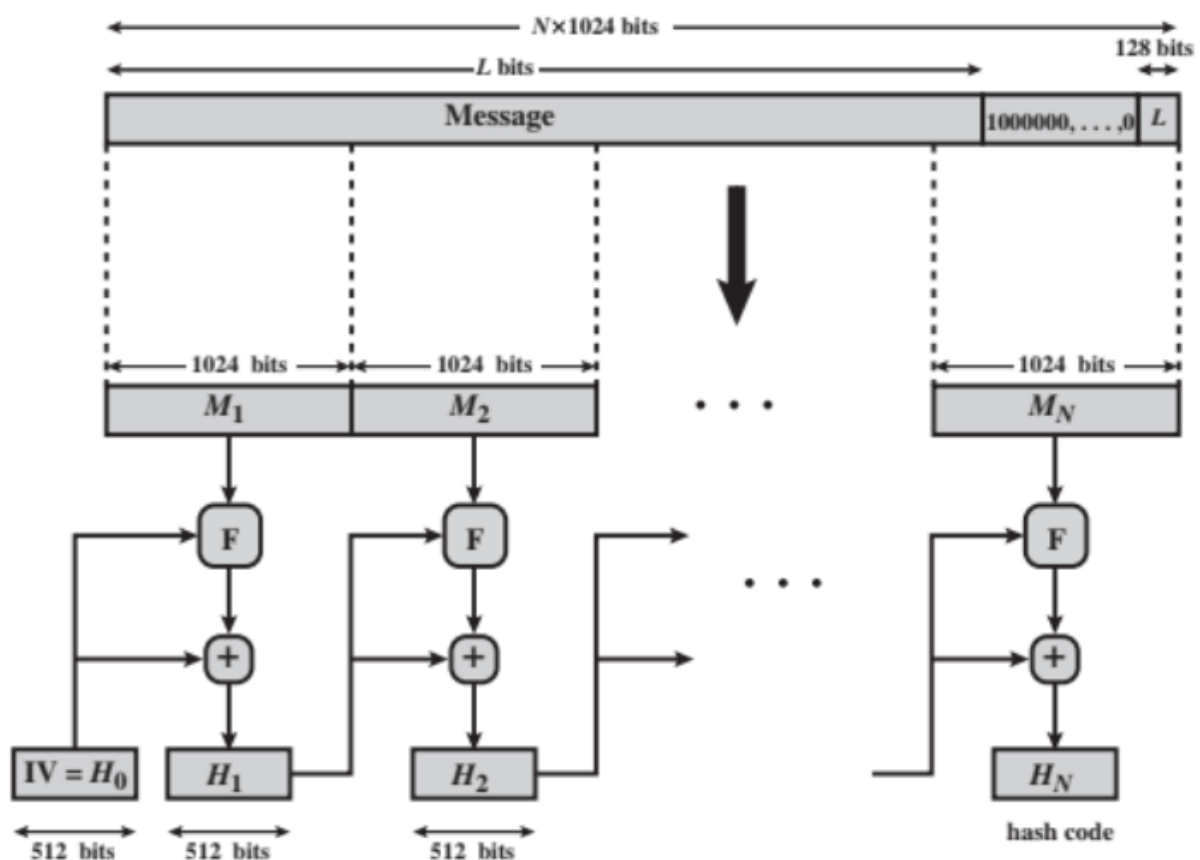 N×1024 bits
128 bits
L bits
Message 1000000, . . . ,0 L
1024 bits 1024 bits 1024 bits
M1 M2 . . . MN
F F F
. . .
+ + +
IV = H0 H1 H2 HN
hash code
512 bits 512 bits 512 bits